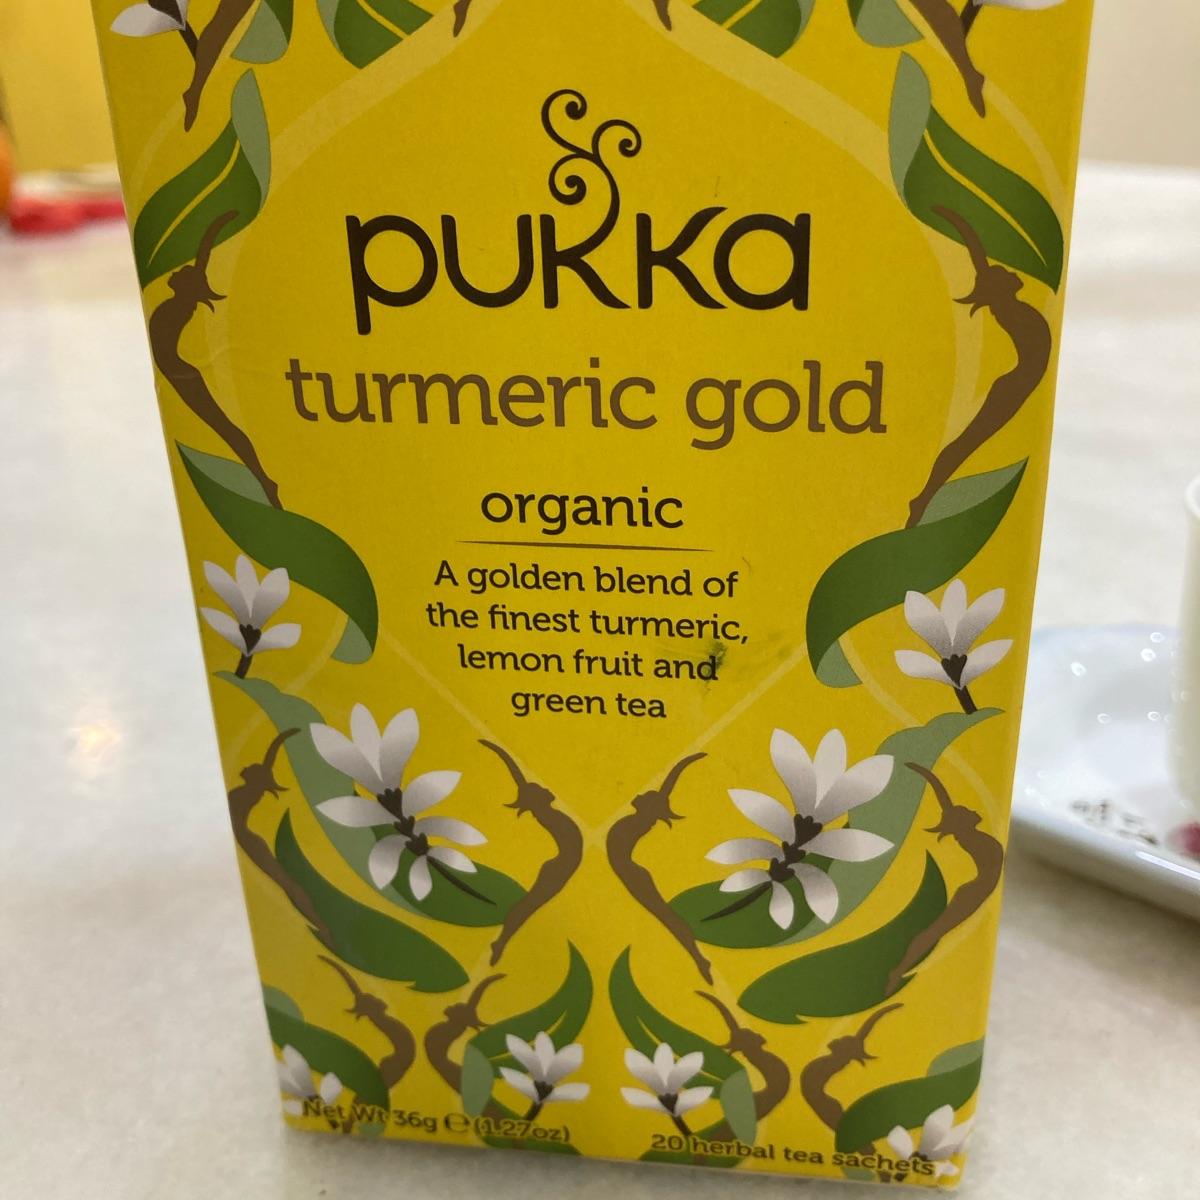 pukka
turmeric gold
organic
A golden blend of
the finest turmeric,
lemon fruit and
green tea
Net Wt 36g ℮ (1.27oz)
20 herbal tea sachets